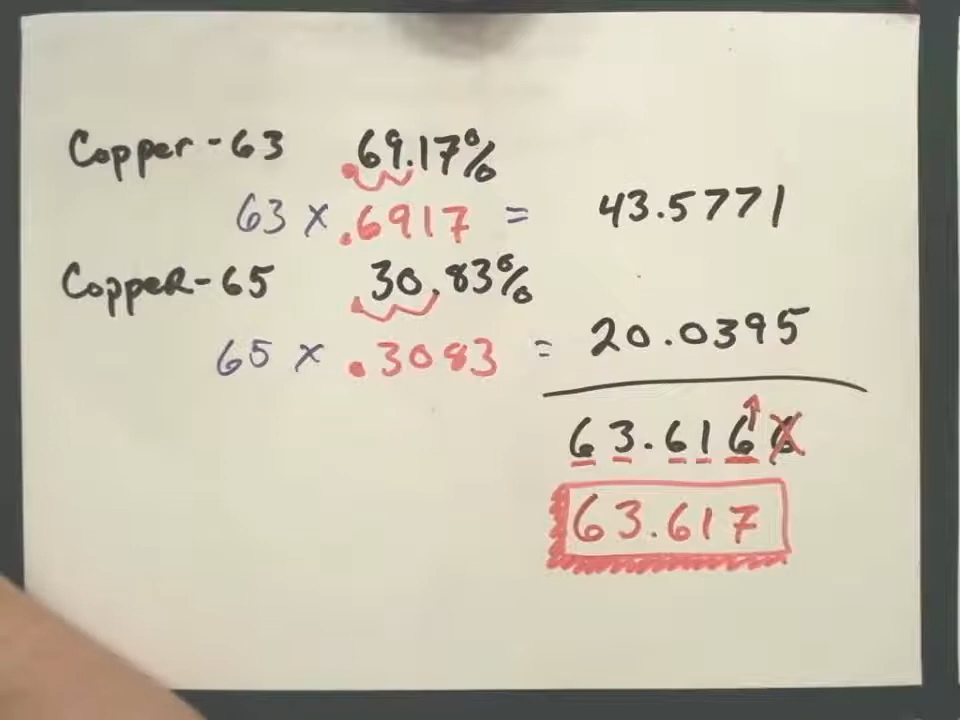 Copper-63 .69.17%
63 × .6917 = 43.5771
Copper-65 .30.83%
65 × .3083 = 20.0395
63.6166
63.617